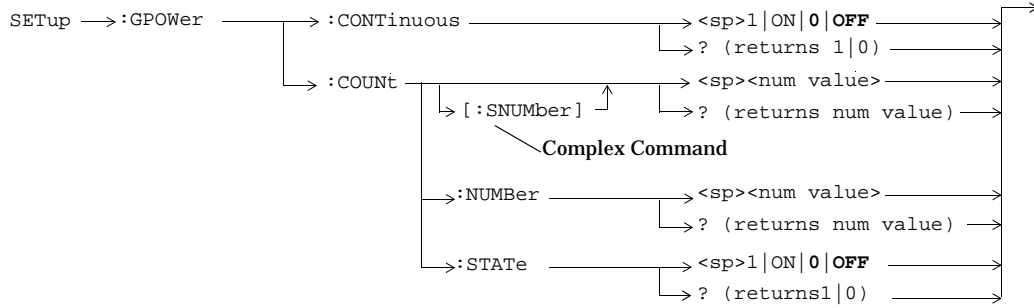 SETup :GPOWer :CONTinuous <sp>1|ON|0|OFF
? (returns 1|0)
:COUNt <sp><num value>
[:SNUMber] ? (returns num value)
Complex Command
:NUMBer <sp><num value>
? (returns num value)
:STATe <sp>1|ON|0|OFF
? (returns1|0)